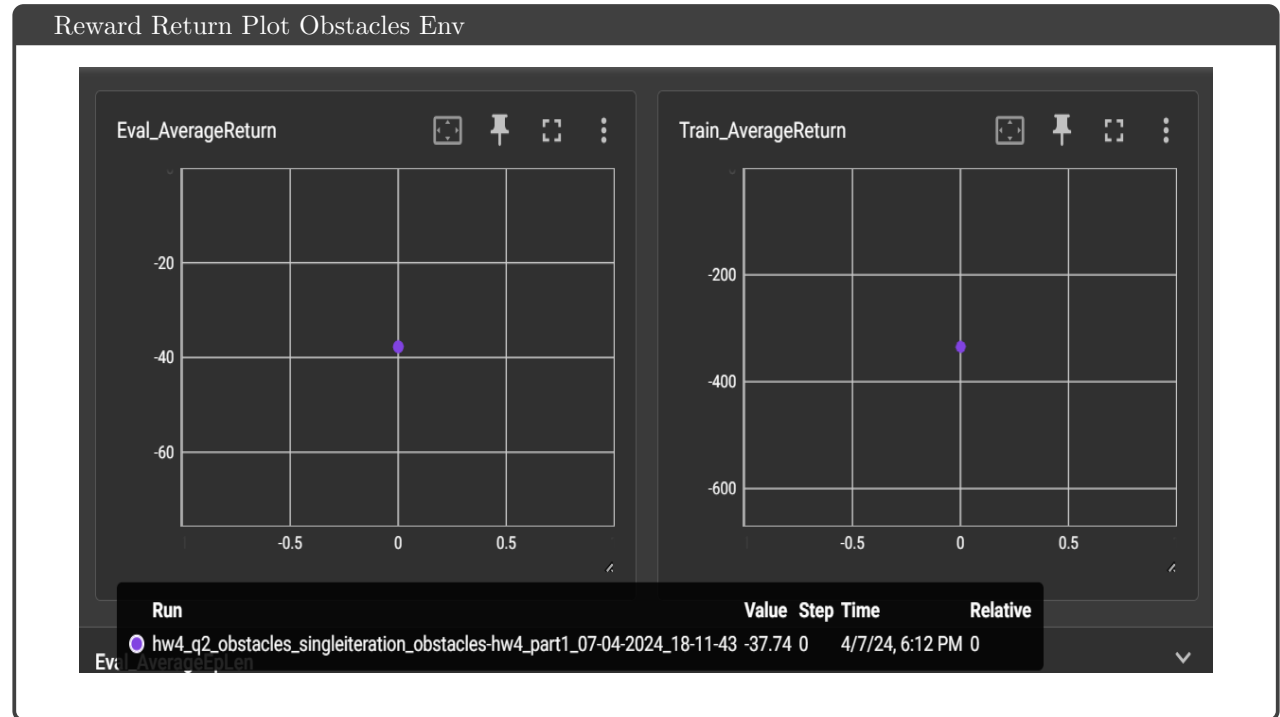 Reward Return Plot Obstacles Env
Eval_AverageReturn
-20
-40
-60
-0.5 0 0.5
Train_AverageReturn
-200
-400
-600
-0.5 0 0.5
Run Value Step Time Relative
hw4_q2_obstacles_singleiteration_obstacles-hw4_part1_07-04-2024_18-11-43 -37.74 0 4/7/24, 6:12 PM 0
Eval_AverageEpLen